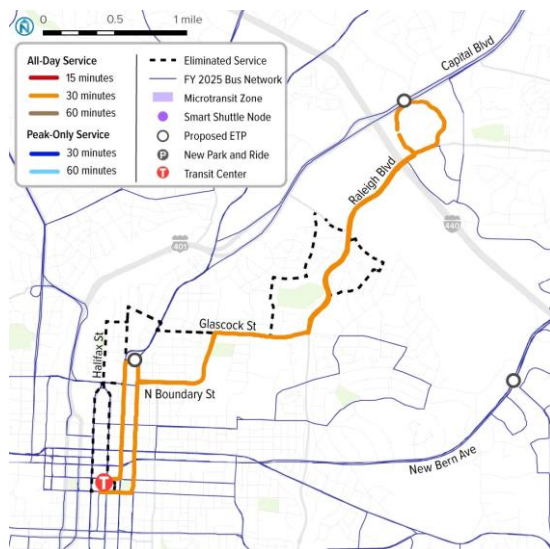 N
0 0.5 1 mile
All-Day Service
15 minutes
30 minutes
60 minutes
Peak-Only Service
30 minutes
60 minutes
Eliminated Service
FY 2025 Bus Network
Microtransit Zone
Smart Shuttle Node
Proposed ETP
P New Park and Ride
T Transit Center
Capital Blvd
Raleigh Blvd
440
401
Glascock St
Halifax St
N Boundary St
New Bern Ave
T